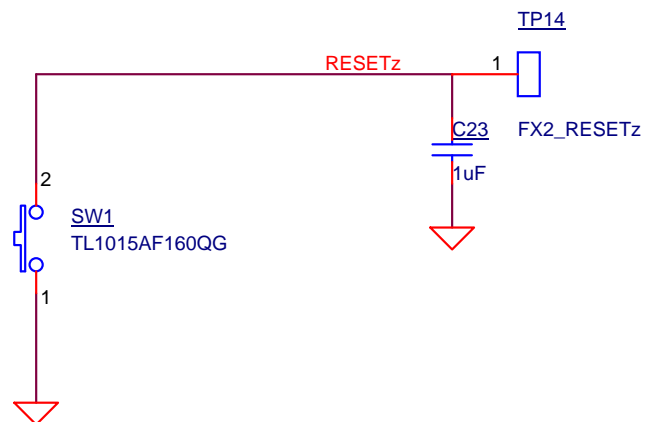 TP14
RESETz
1
C23
FX2_RESETz
1uF
2
SW1
TL1015AF160QG
1